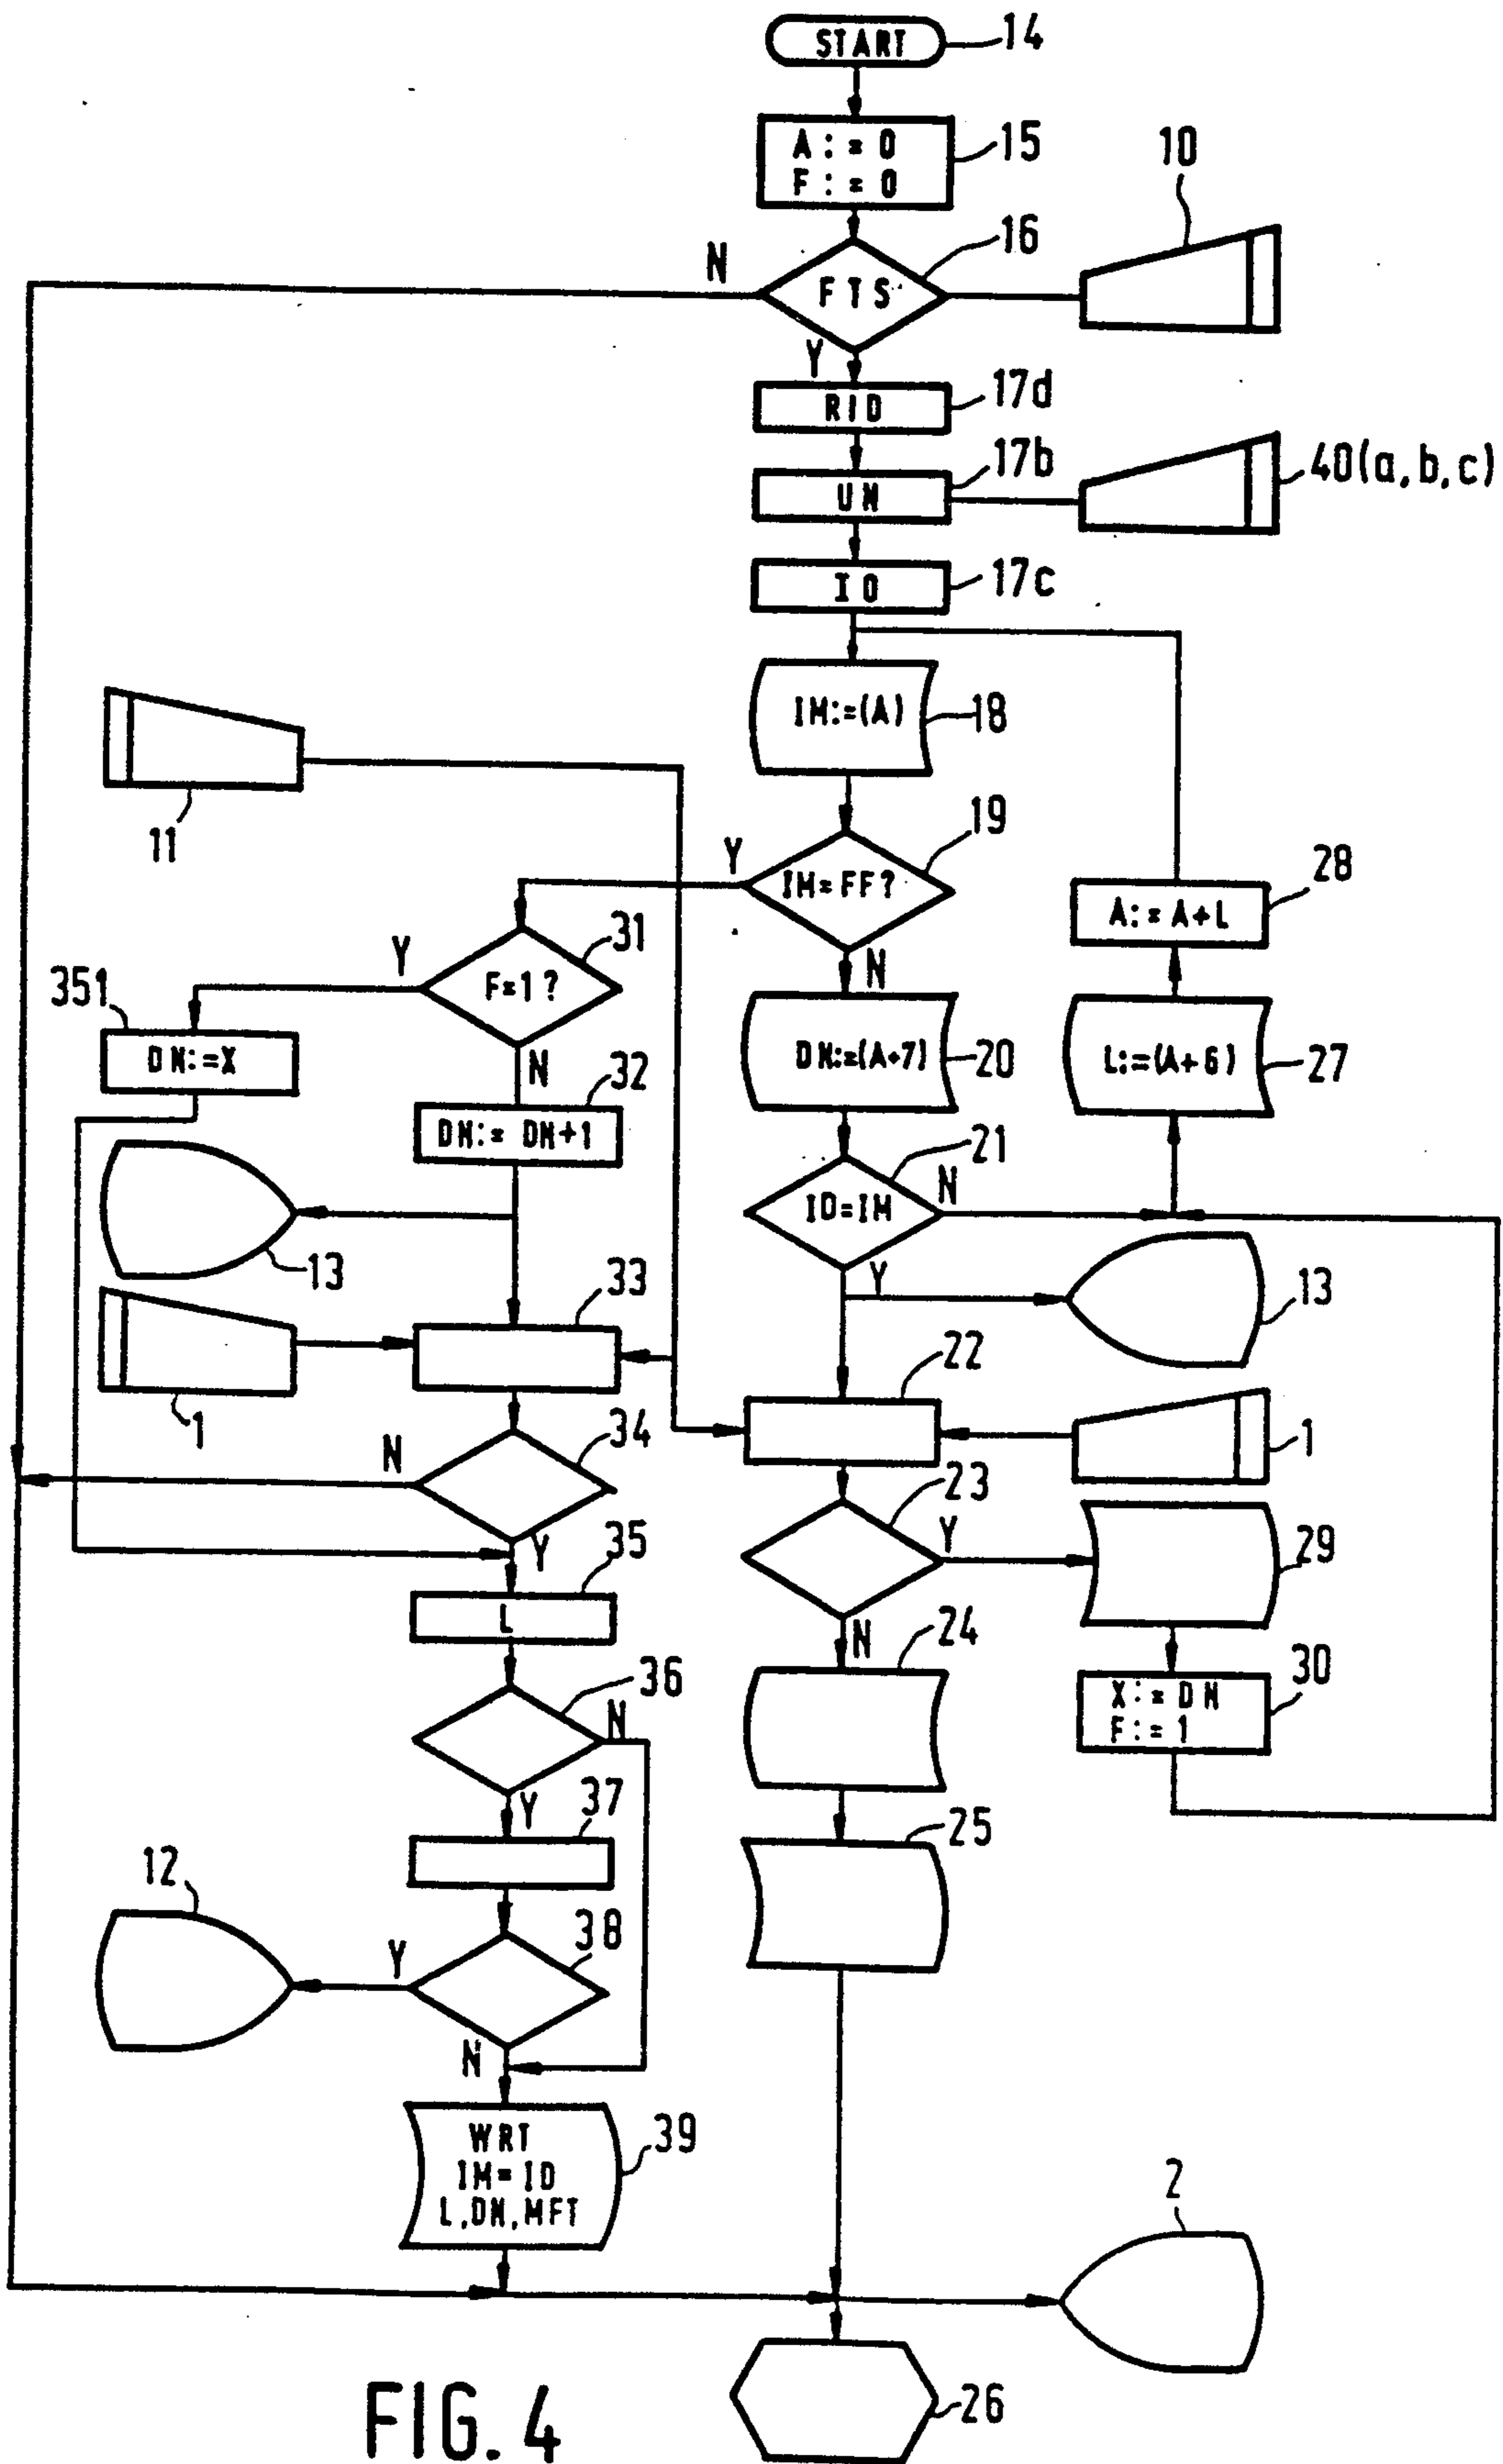 START
14
A:=0
F:=0
15
10
N
FTS
16
Y
RID
17d
UN
17b
40(a,b,c)
IO
17c
IM:=(A)
18
11
Y
IM=FF?
19
28
A:=A+L
N
Y
F=1?
31
351
DN:=X
N
32
DN:=DN+1
DN:=(A+7)
20
L:=(A+6)
27
21
ID=IM
N
13
Y
13
33
22
1
1
N
34
23
Y
29
Y
35
L
N
24
30
X:=DN
F:=1
36
N
Y
37
25
12
Y
38
N
WRT
IM=ID
L,DN,MFT
39
2
26
FIG. 4